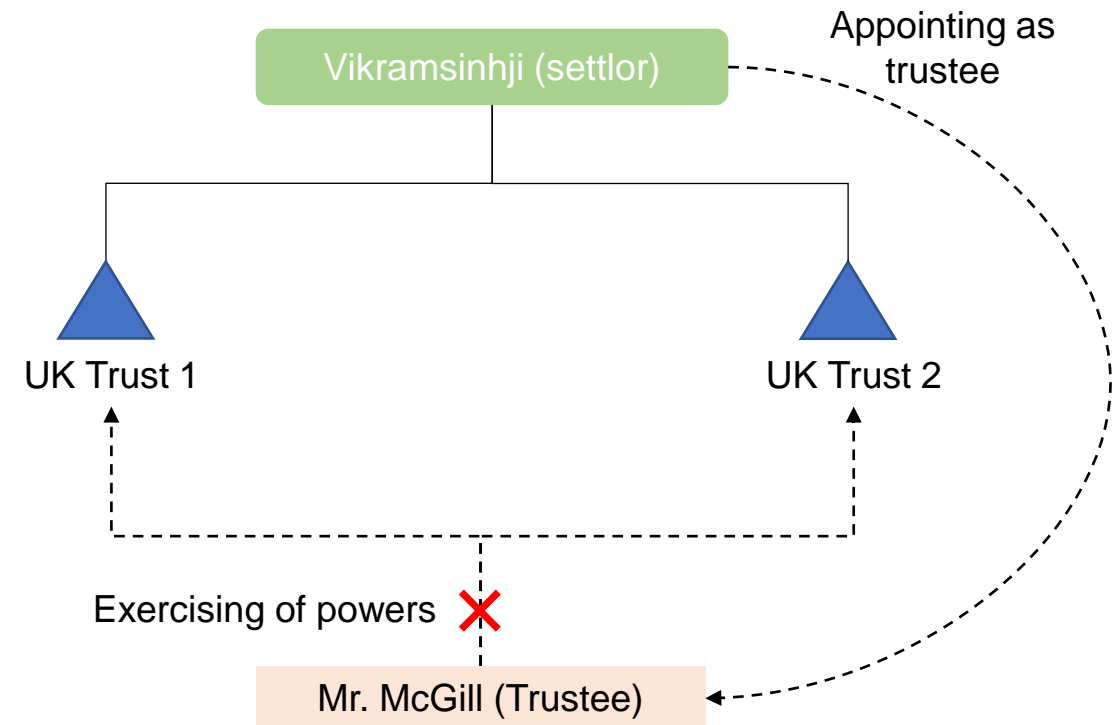 Appointing as
trustee
Vikramsinhji (settlor)
UK Trust 1
UK Trust 2
Exercising of powers
Mr. McGill (Trustee)